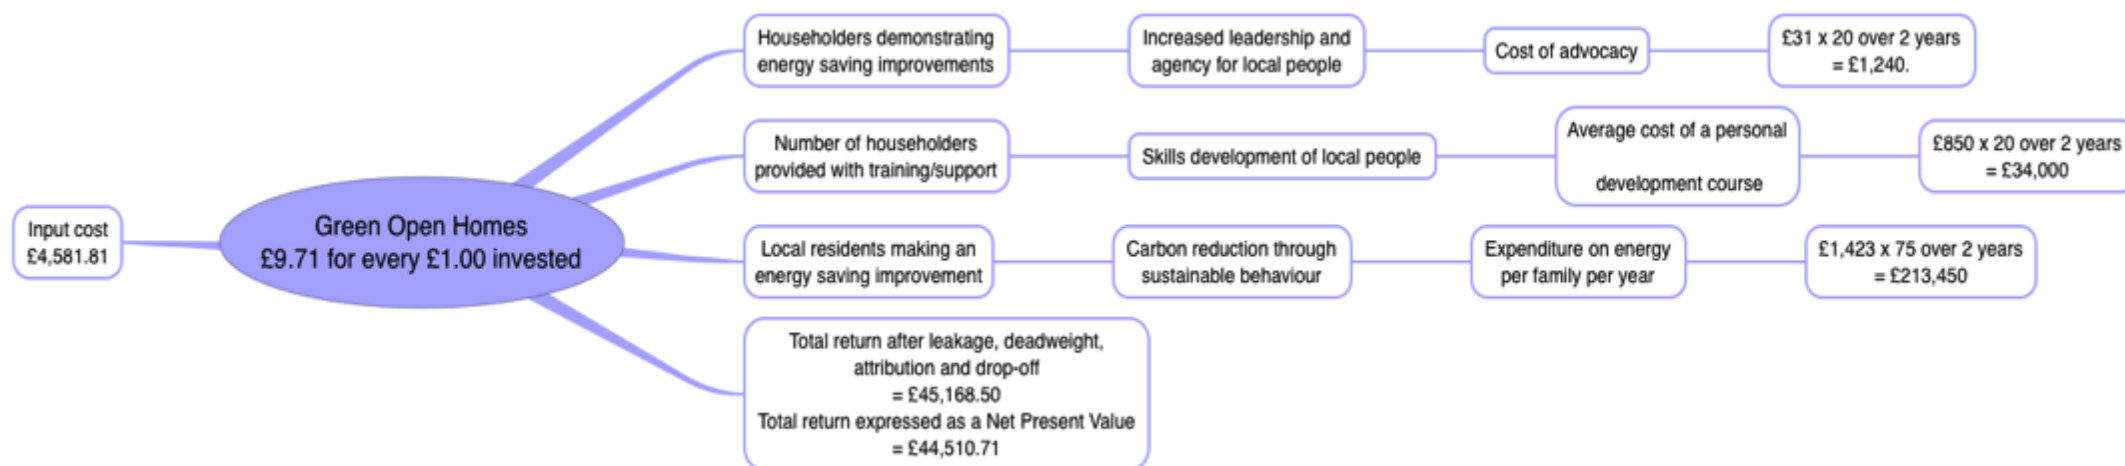 Input cost
£4,581.81
Green Open Homes
£9.71 for every £1.00 invested
Householders demonstrating
energy saving improvements
Increased leadership and
agency for local people
Cost of advocacy
£31 x 20 over 2 years
= £1,240.
Number of householders
provided with training/support
Skills development of local people
Average cost of a personal
development course
£850 x 20 over 2 years
= £34,000
Local residents making an
energy saving improvement
Carbon reduction through
sustainable behaviour
Expenditure on energy
per family per year
£1,423 x 75 over 2 years
= £213,450
Total return after leakage, deadweight,
attribution and drop-off
= £45,168.50
Total return expressed as a Net Present Value
= £44,510.71